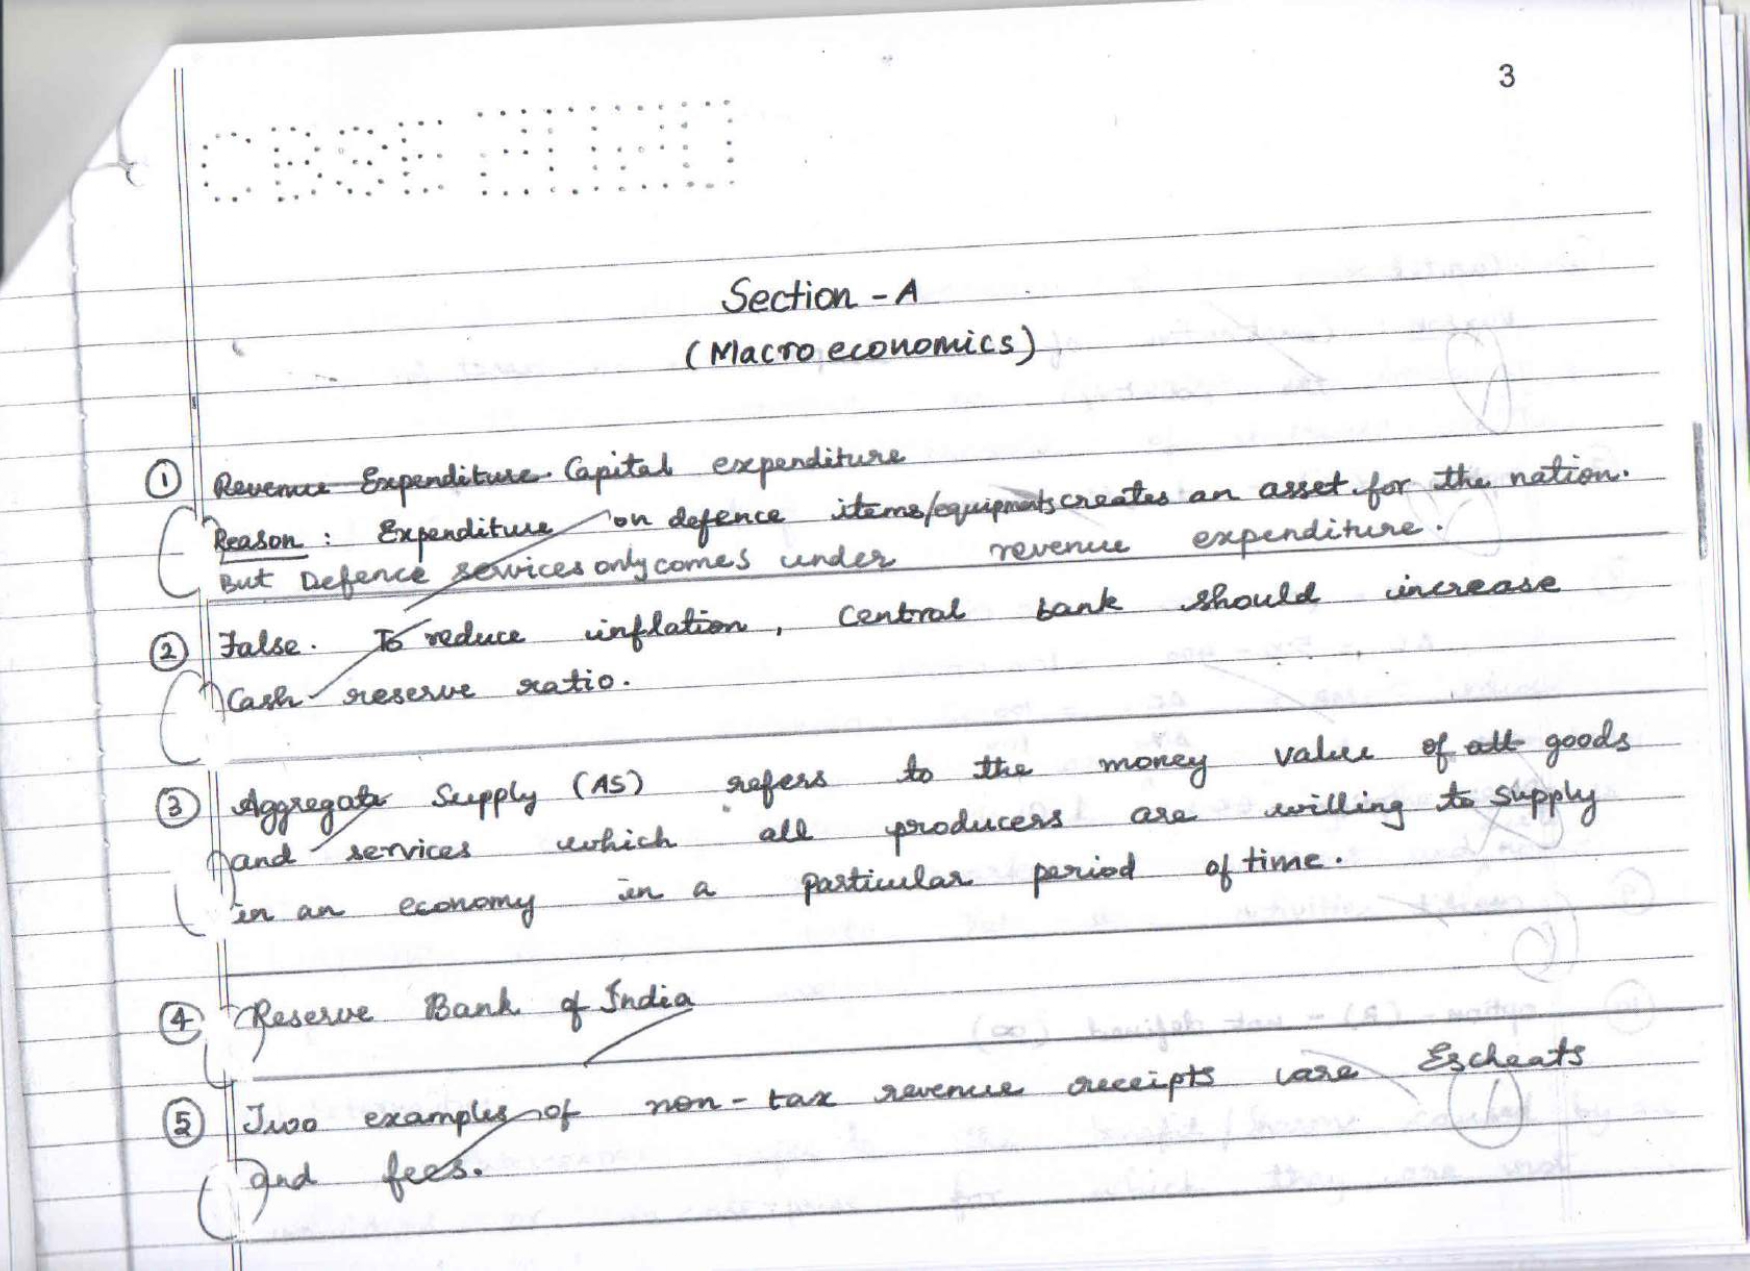 3
CBSE 2020
Section - A
(Macro economics)
① Revenue Expenditure. Capital expenditure
Reason : Expenditure on defence items/equipments creates an asset for the nation.
But Defence services only comes under revenue expenditure.
② False. To reduce inflation, central bank should increase
Cash reserve ratio.
③ Aggregate Supply (AS) refers to the money value of all goods
and services which all producers are willing to supply
in an economy in a particular period of time.
④ Reserve Bank of India
⑤ Two examples of non-tax revenue receipts are Escheats
and fees.